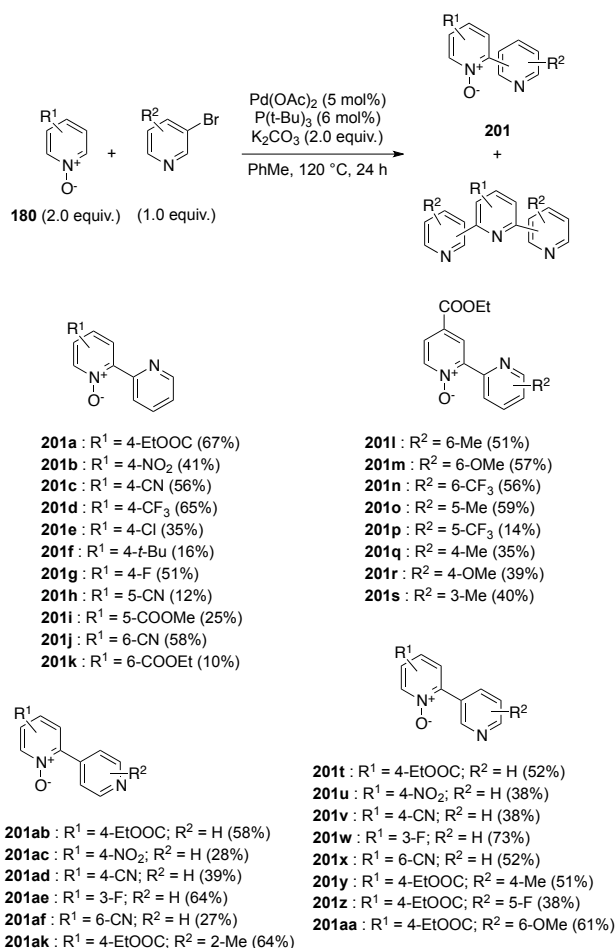 R¹
N⁺
O⁻
180 (2.0 equiv.)
+
R²
Br
N
(1.0 equiv.)
Pd(OAc)₂ (5 mol%)
P(t-Bu)₃ (6 mol%)
K₂CO₃ (2.0 equiv.)
PhMe, 120 °C, 24 h
R¹
R²
N⁺
N
O⁻
201
+
R¹
R²
R²
N
N
N
R¹
N
N⁺
O⁻
201a : R¹ = 4-EtOOC (67%)
201b : R¹ = 4-NO₂ (41%)
201c : R¹ = 4-CN (56%)
201d : R¹ = 4-CF₃ (65%)
201e : R¹ = 4-Cl (35%)
201f : R¹ = 4-t-Bu (16%)
201g : R¹ = 4-F (51%)
201h : R¹ = 5-CN (12%)
201i : R¹ = 5-COOMe (25%)
201j : R¹ = 6-CN (58%)
201k : R¹ = 6-COOEt (10%)
COOEt
N
N⁺
O⁻
R²
201l : R² = 6-Me (51%)
201m : R² = 6-OMe (57%)
201n : R² = 6-CF₃ (56%)
201o : R² = 5-Me (59%)
201p : R² = 5-CF₃ (14%)
201q : R² = 4-Me (35%)
201r : R² = 4-OMe (39%)
201s : R² = 3-Me (40%)
R¹
N⁺
O⁻
R²
N
201ab : R¹ = 4-EtOOC; R² = H (58%)
201ac : R¹ = 4-NO₂; R² = H (28%)
201ad : R¹ = 4-CN; R² = H (39%)
201ae : R¹ = 3-F; R² = H (64%)
201af : R¹ = 6-CN; R² = H (27%)
201ak : R¹ = 4-EtOOC; R² = 2-Me (64%)
R¹
N⁺
O⁻
R²
N
201t : R¹ = 4-EtOOC; R² = H (52%)
201u : R¹ = 4-NO₂; R² = H (38%)
201v : R¹ = 4-CN; R² = H (38%)
201w : R¹ = 3-F; R² = H (73%)
201x : R¹ = 6-CN; R² = H (52%)
201y : R¹ = 4-EtOOC; R² = 4-Me (51%)
201z : R¹ = 4-EtOOC; R² = 5-F (38%)
201aa : R¹ = 4-EtOOC; R² = 6-OMe (61%)